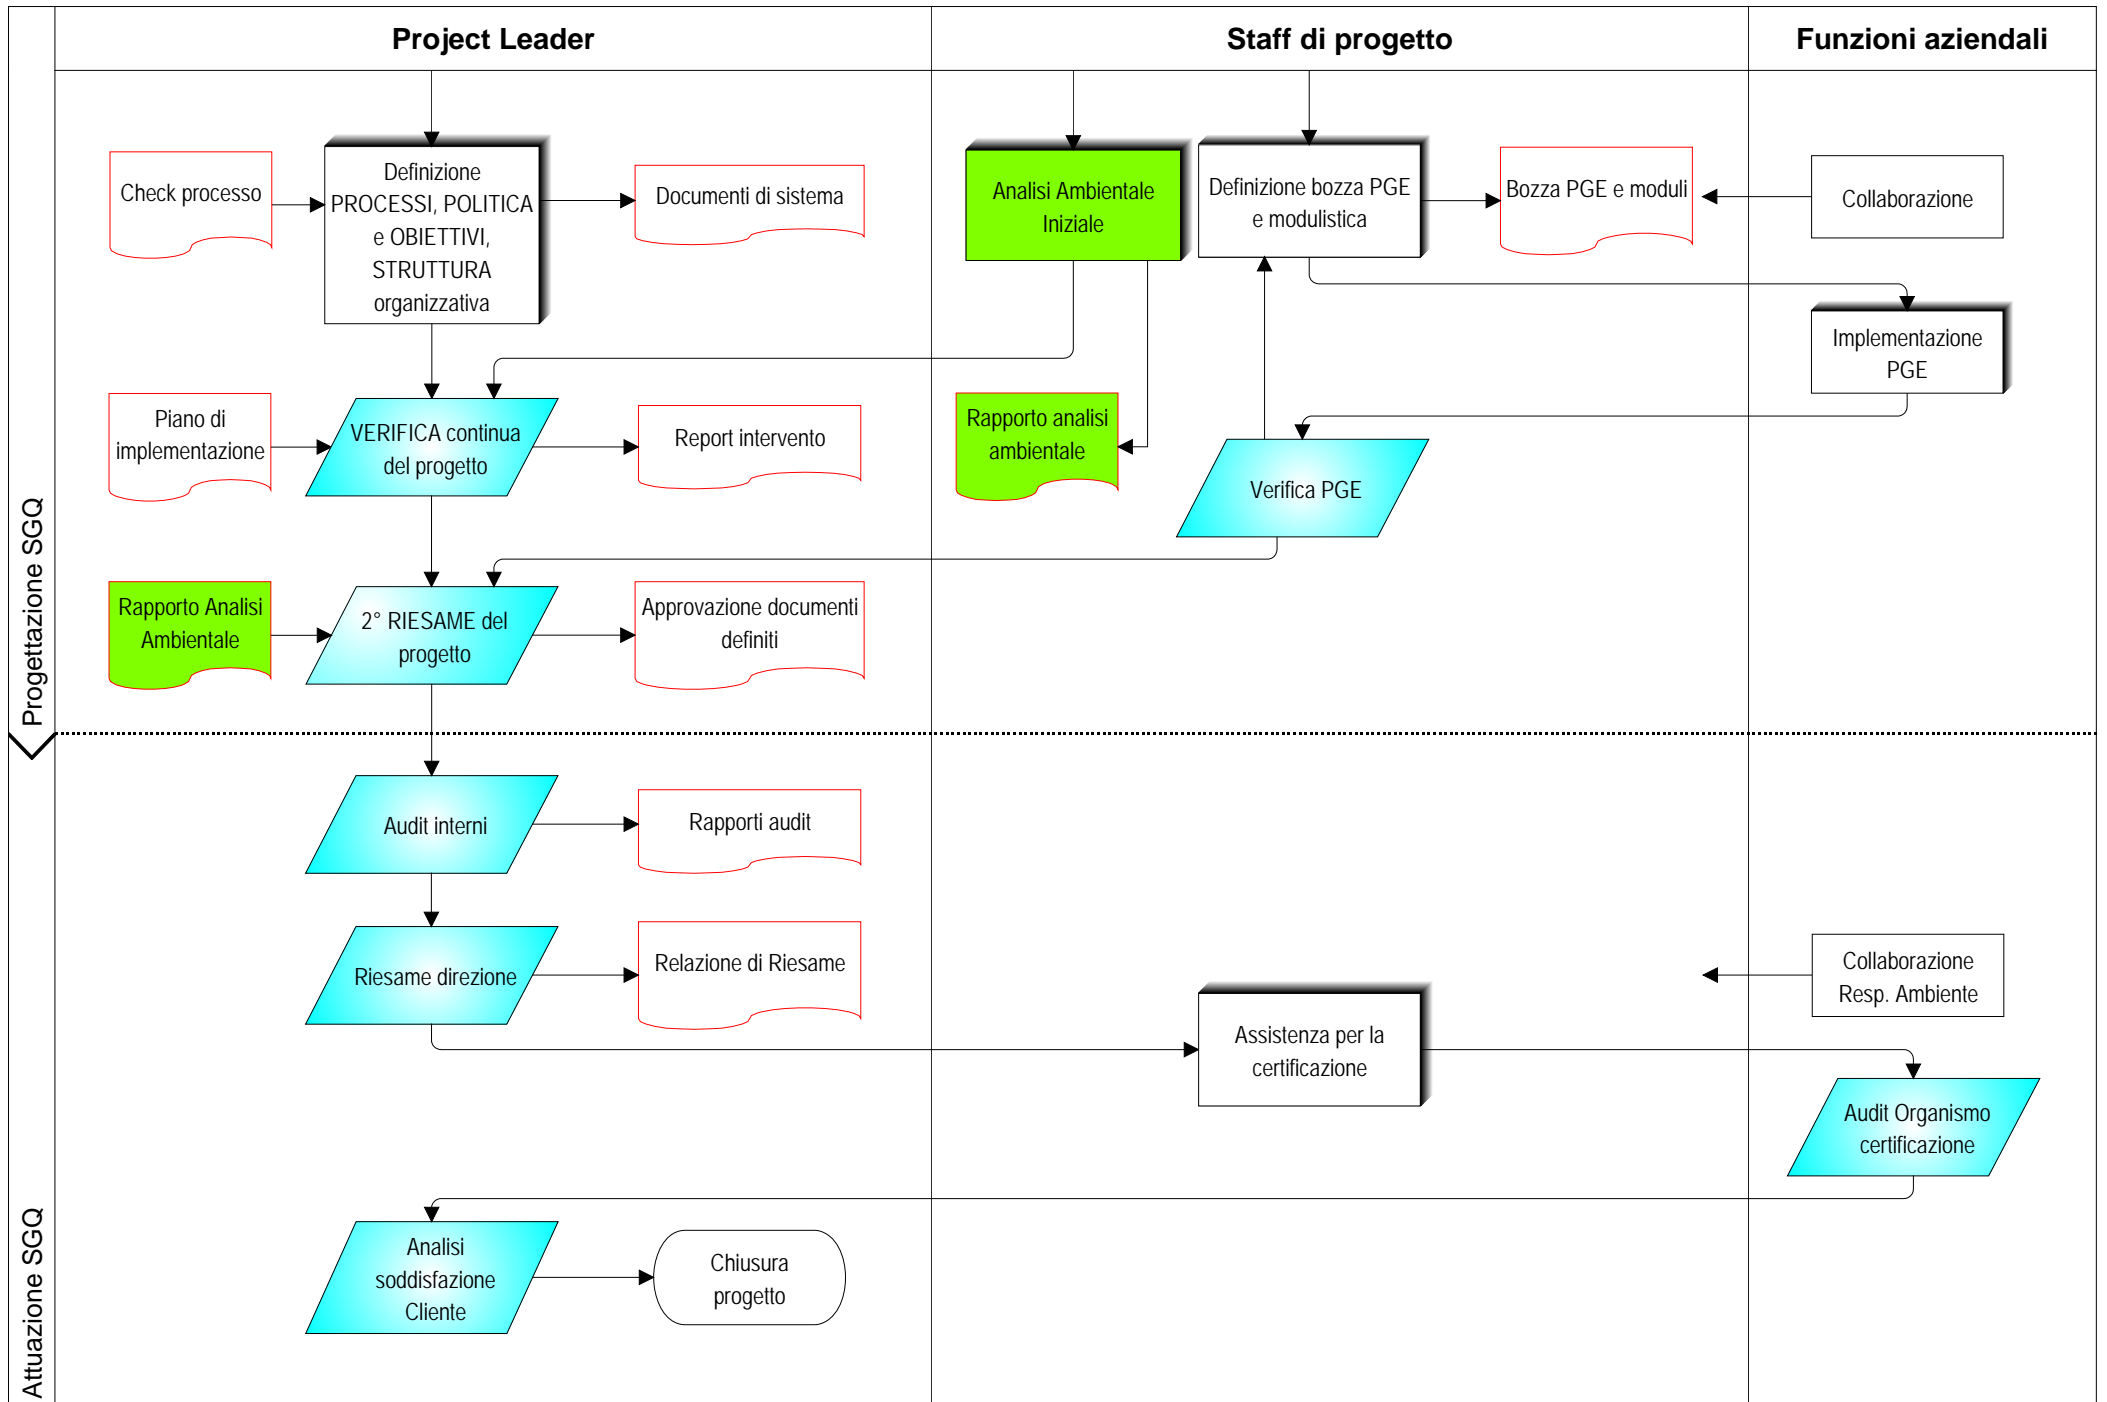 Project Leader
Staff di progetto
Funzioni aziendali
Progettazione SGQ
Check processo
Definizione
PROCESSI, POLITICA
e OBIETTIVI,
STRUTTURA
organizzativa
Documenti di sistema
Analisi Ambientale
Iniziale
Definizione bozza PGE
e modulistica
Bozza PGE e moduli
Collaborazione
Implementazione
PGE
Piano di
implementazione
VERIFICA continua
del progetto
Report intervento
Rapporto analisi
ambientale
Verifica PGE
Rapporto Analisi
Ambientale
2° RIESAME del
progetto
Approvazione documenti
definiti
Attuazione SGQ
Audit interni
Rapporti audit
Riesame direzione
Relazione di Riesame
Collaborazione
Resp. Ambiente
Assistenza per la
certificazione
Audit Organismo
certificazione
Analisi
soddisfazione
Cliente
Chiusura
progetto